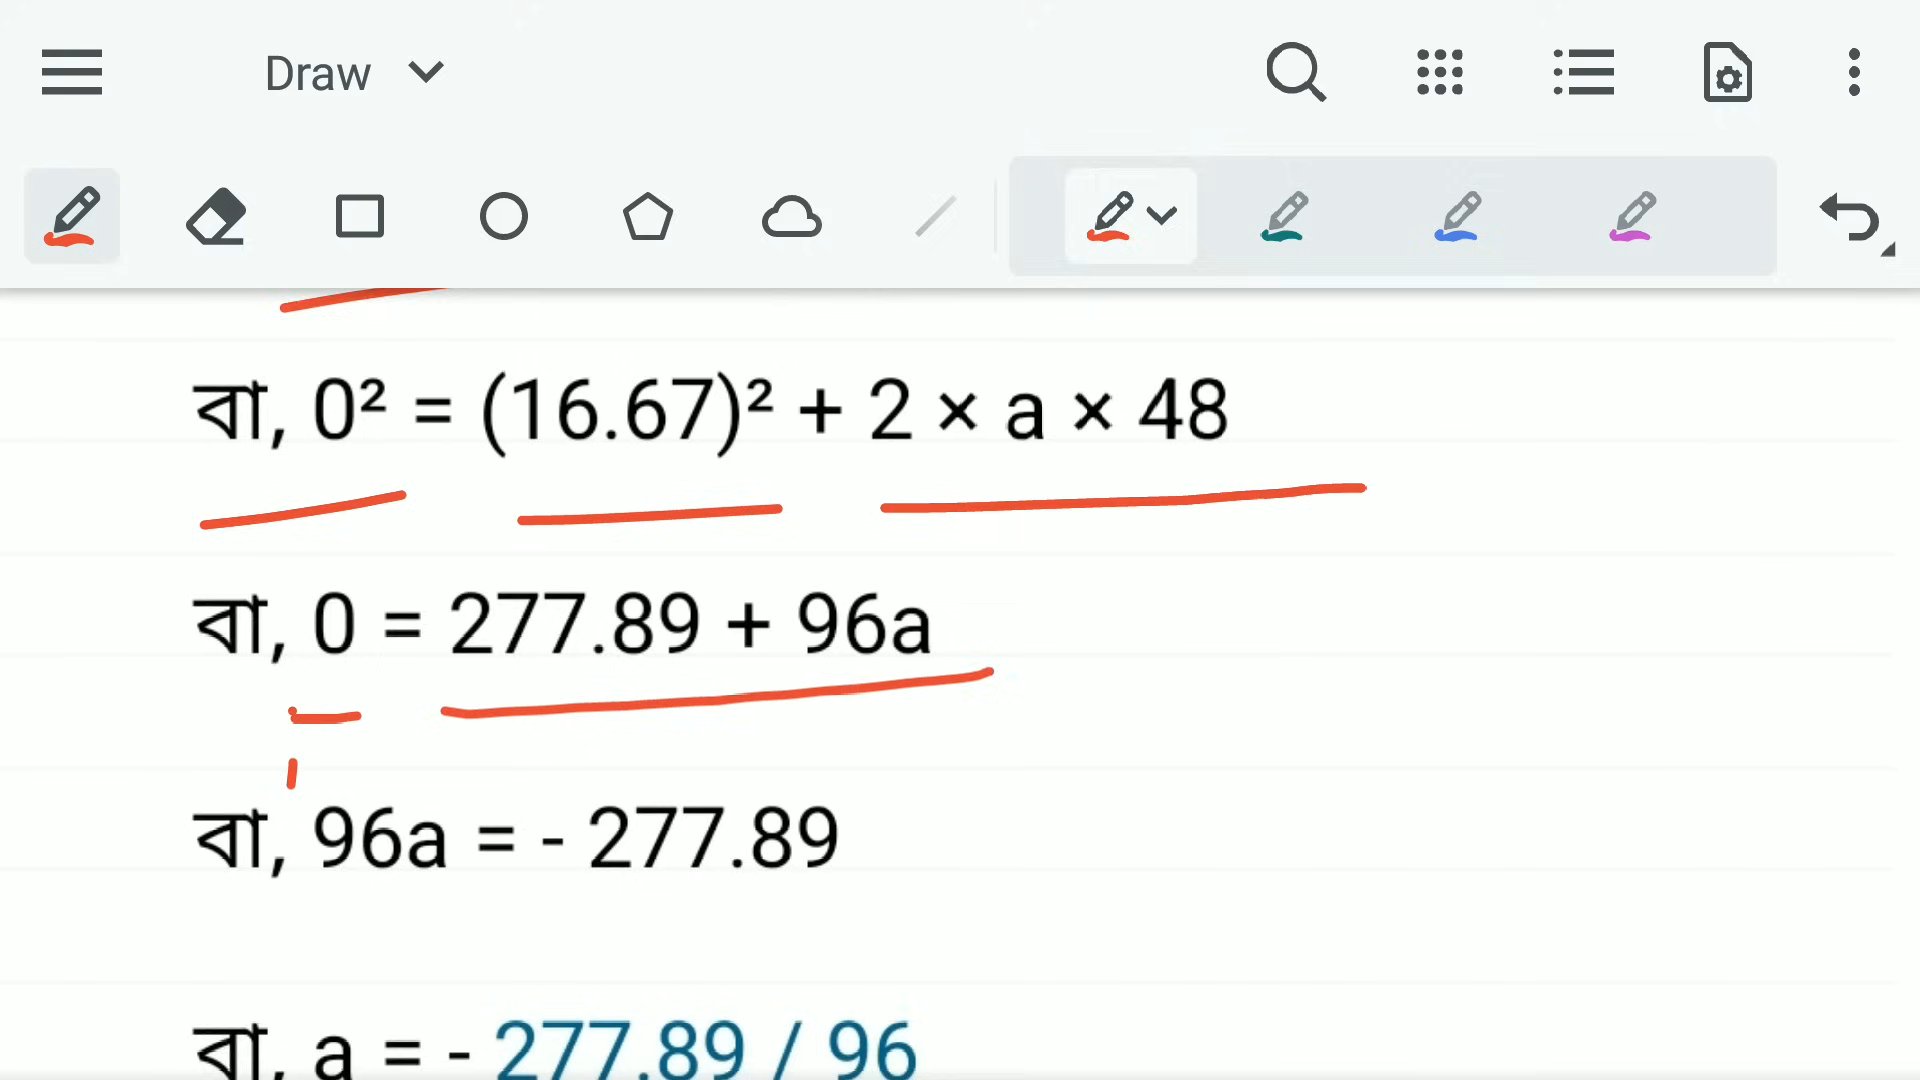 Draw
বা, 0² = (16.67)² + 2 × a × 48
বা, 0 = 277.89 + 96a
বা, 96a = - 277.89
বা, a = - 277.89 / 96